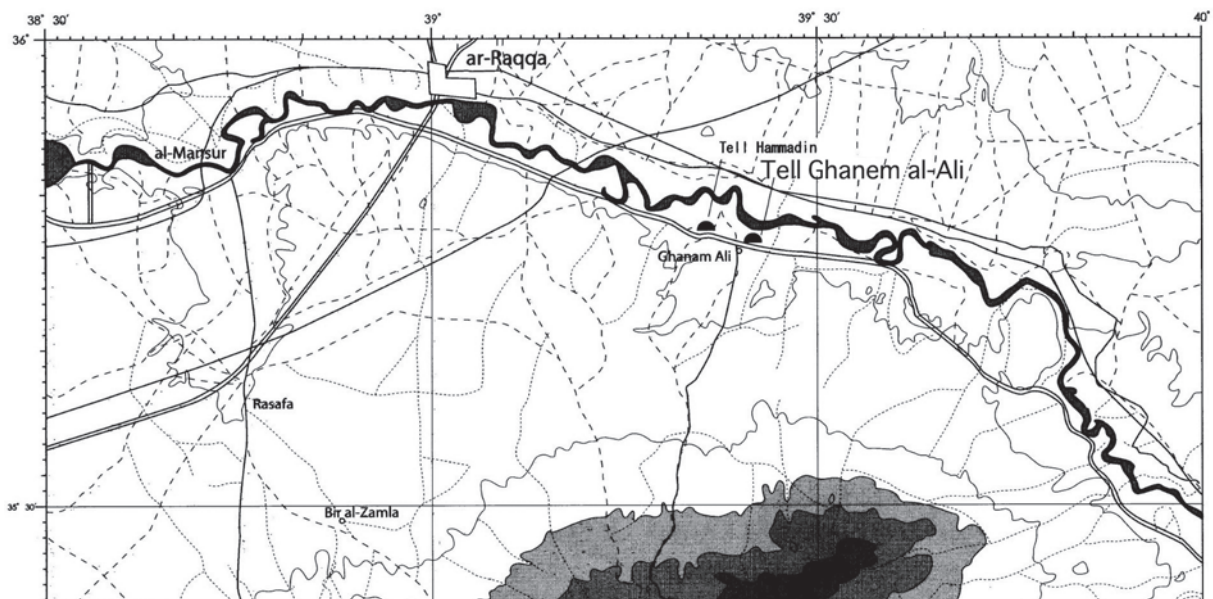 38° 30'
39°
39° 30'
40°
36°
ar-Raqqa
al-Mansur
Tell Hammadin
Tell Ghanem al-Ali
Ghanam Ali
Rasafa
35° 30'
Bir al-Zamla